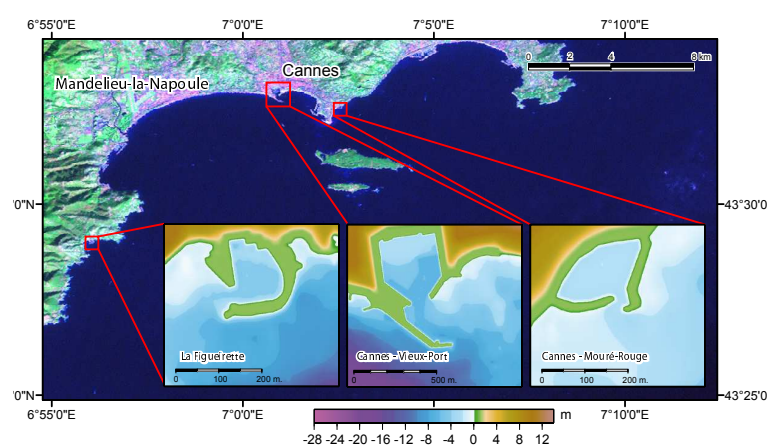 6°55'0"E 7°0'0"E 7°5'0"E 7°10'0"E
Cannes
0 2 4 8 km
Mandelieu-la-Napoule
0"N 43°30'0"N
La Figueirette
0 100 200 m.
Cannes - Vieux-Port
0 500 m.
Cannes - Mouré-Rouge
0 100 200 m.
0"N 43°25'0"N
6°55'0"E 7°0'0"E 7°5'0"E 7°10'0"E
m
-28 -24 -20 -16 -12 -8 -4 0 4 8 12